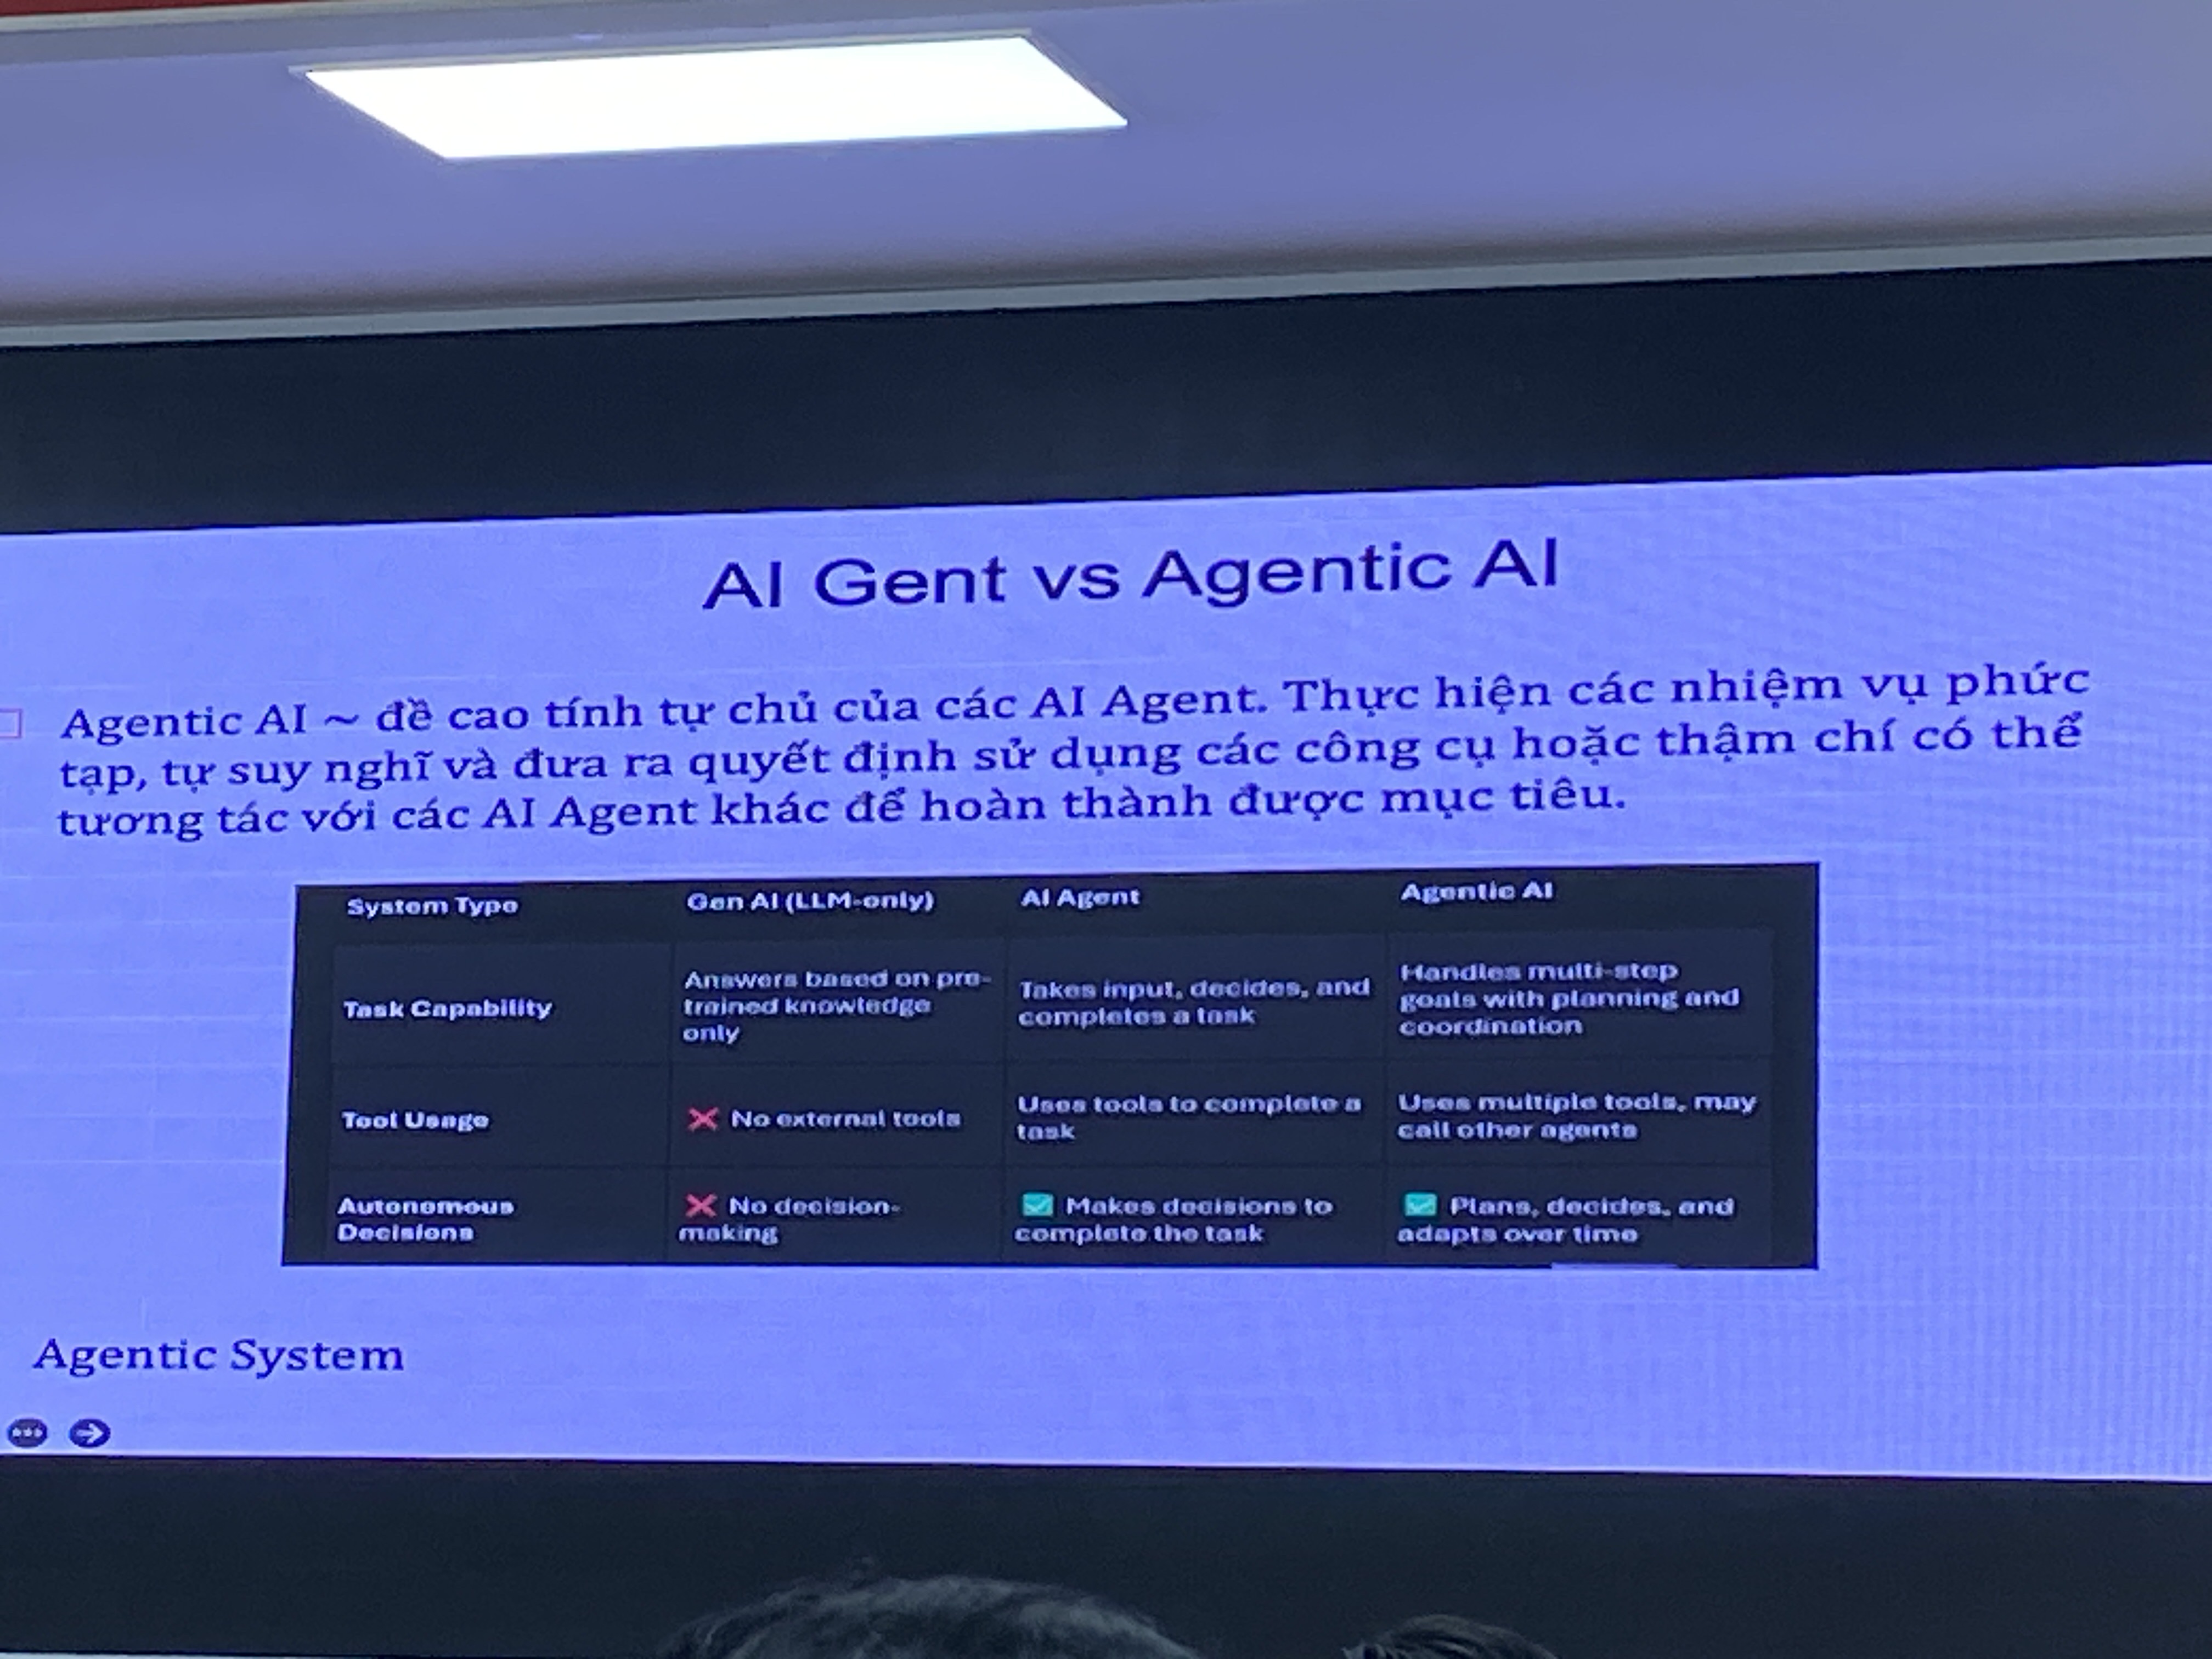 AI Gent vs Agentic AI
Agentic AI ~ đề cao tính tự chủ của các AI Agent. Thực hiện các nhiệm vụ phức
tạp, tự suy nghĩ và đưa ra quyết định sử dụng các công cụ hoặc thậm chí có thể
tương tác với các AI Agent khác để hoàn thành được mục tiêu.
System Type
Gen AI (LLM-only)
AI Agent
Agentic AI
Task Capability
Answers based on pre-
trained knowledge
only
Takes input, decides, and
completes a task
Handles multi-step
goals with planning and
coordination
Tool Usage
❌ No external tools
Uses tools to complete a
task
Uses multiple tools, may
call other agents
Autonomous
Decisions
❌ No decision-
making
✅ Makes decisions to
complete the task
✅ Plans, decides, and
adapts over time
Agentic System